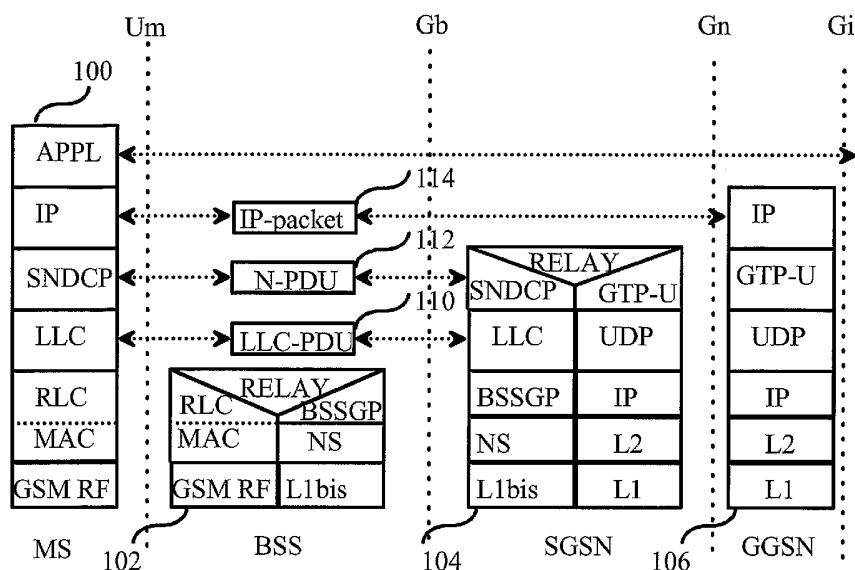 Um Gb Gn Gi
100
APPL
114
IP IP-packet IP
112
RELAY
SNDCP N-PDU SNDCP GTP-U GTP-U
110
LLC LLC-PDU LLC UDP UDP
RELAY
RLC RLC BSSGP BSSGP IP IP
MAC MAC NS NS L2 L2
GSM RF GSM RF L1bis L1bis L1 L1
MS 102 BSS 104 SGSN 106 GGSN